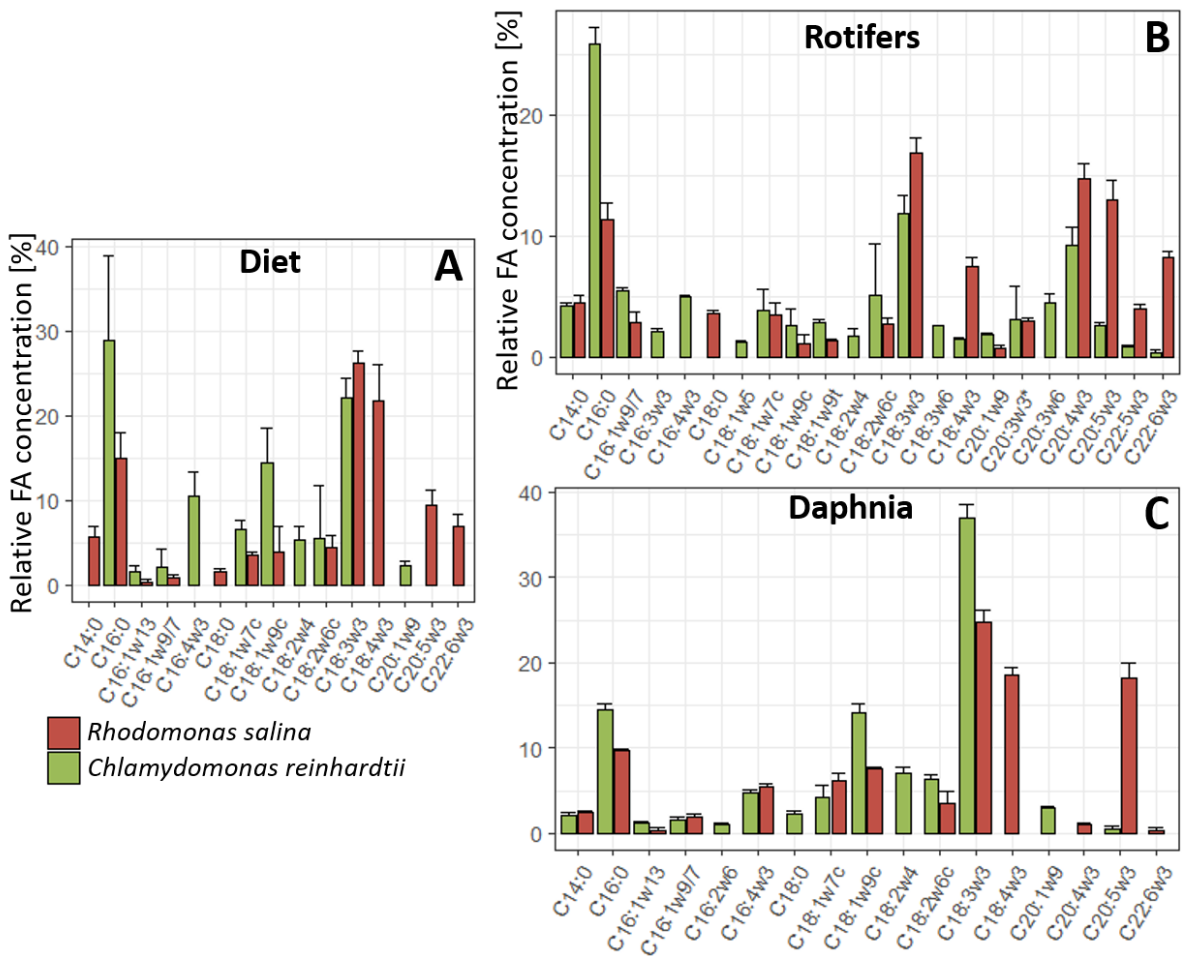 Relative FA concentration [%]
Diet
A
40
30
20
10
0
C14:0
C16:0
C16:1w13
C16:1w9/7
C16:4w3
C18:0
C18:1w7c
C18:1w9c
C18:2w4
C18:2w6c
C18:3w3
C18:4w3
C20:1w9
C20:5w3
C22:6w3
Rhodomonas salina
Chlamydomonas reinhardtii
Relative FA concentration [%]
Rotifers
B
20
10
0
C14:0
C16:0
C16:1w9/7
C16:3w3
C16:4w3
C18:0
C18:1w5
C18:1w7c
C18:1w9c
C18:1w9t
C18:2w4
C18:2w6c
C18:3w3
C18:3w6
C18:4w3
C20:1w9
C20:3w3*
C20:3w6
C20:4w3
C20:5w3
C22:5w3
C22:6w3
Daphnia
C
40
30
20
10
0
C14:0
C16:0
C16:1w13
C16:1w9/7
C16:2w6
C16:4w3
C18:0
C18:1w7c
C18:1w9c
C18:2w4
C18:2w6c
C18:3w3
C18:4w3
C20:1w9
C20:4w3
C20:5w3
C22:6w3